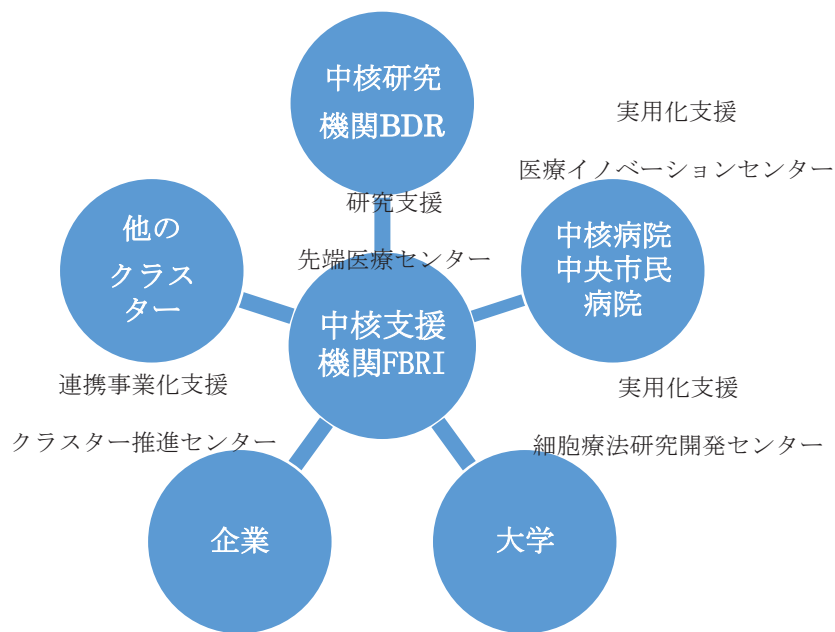 中核研究
機関BDR
実用化支援
医療イノベーションセンター
研究支援
先端医療センター
他の
クラス
ター
中核病院
中央市民
病院
中核支援
機関FBRI
連携事業化支援
クラスター推進センター
実用化支援
細胞療法研究開発センター
企業
大学